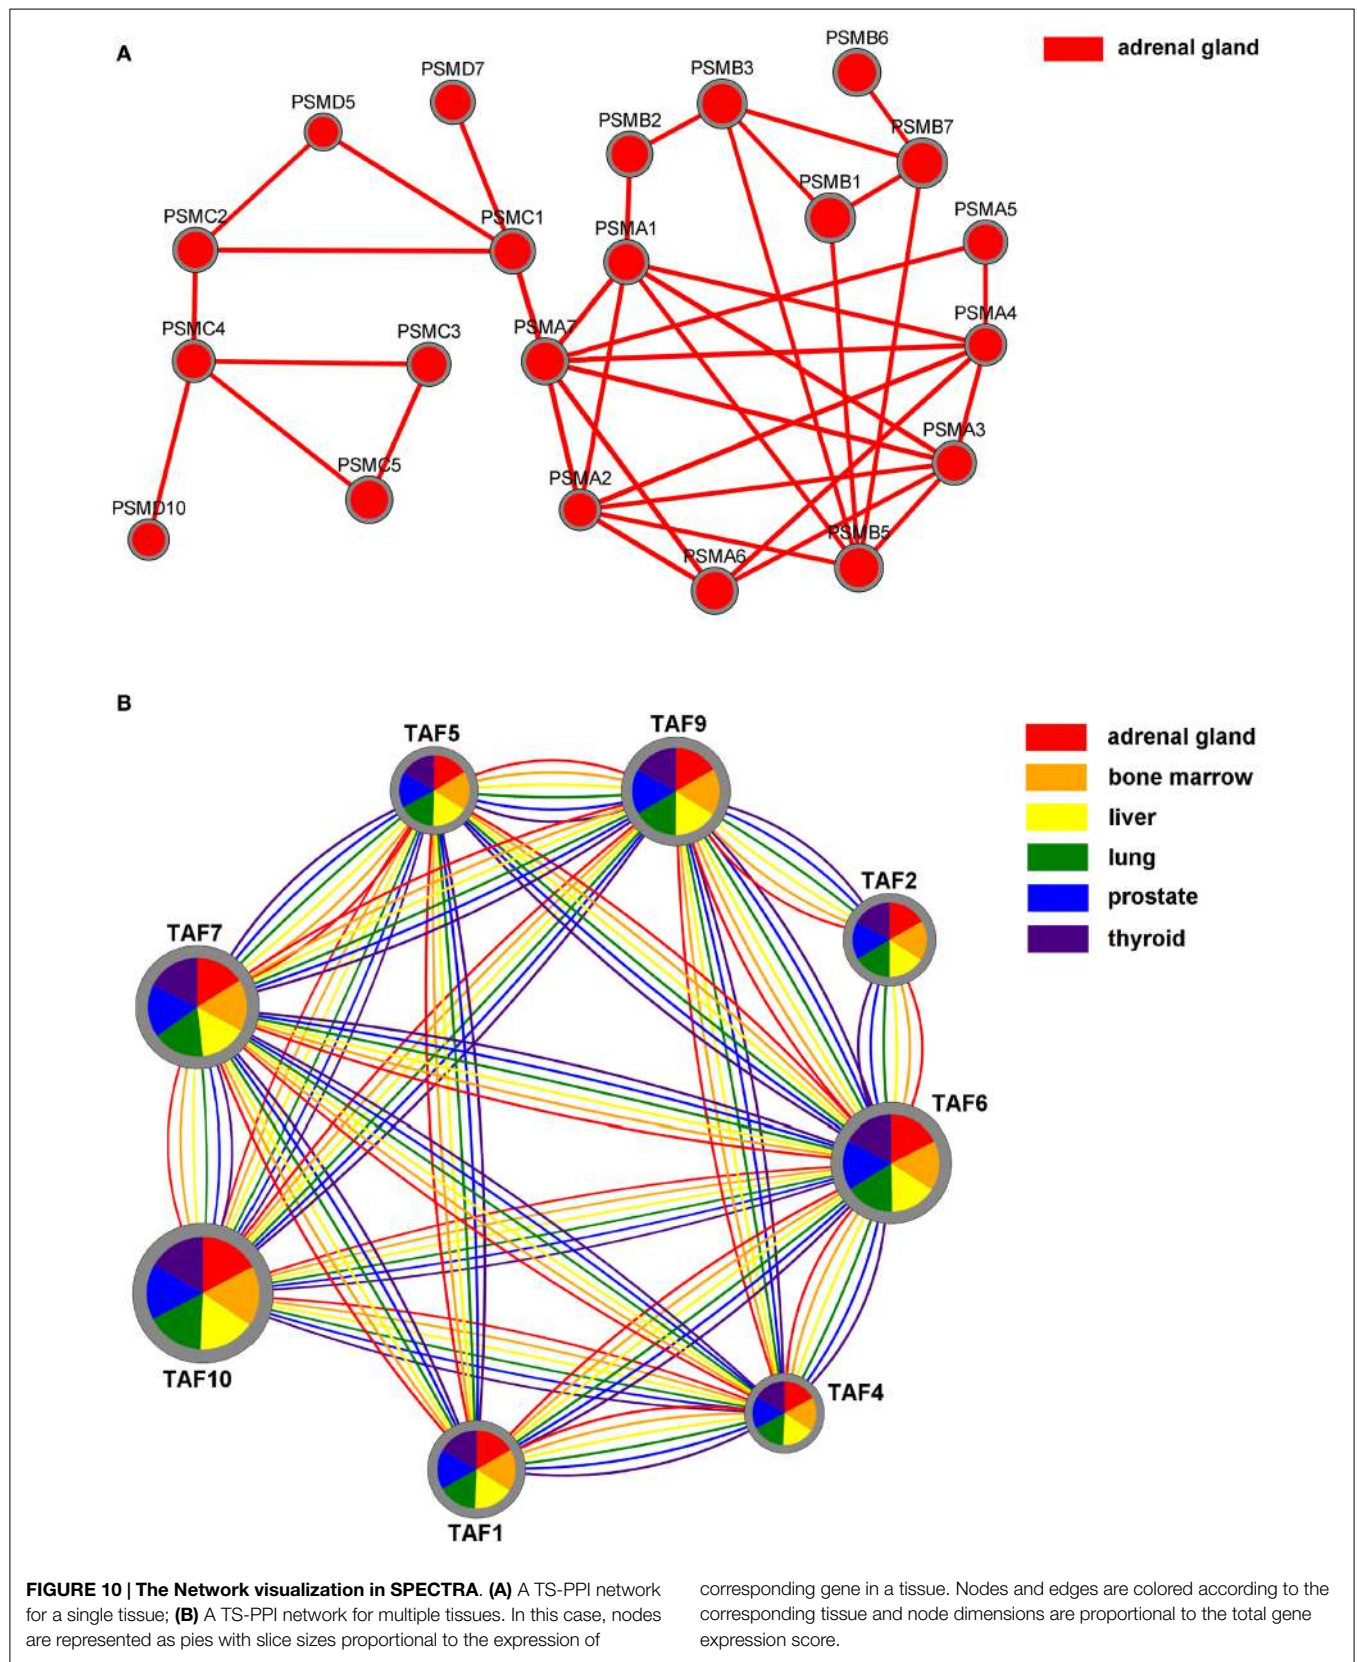 A
adrenal gland
PSMB6
PSMB3
PSMD7
PSMD5
PSMB2
PSMB7
PSMB1
PSMA5
PSMC2
PSMC1
PSMA1
PSMA4
PSMC4
PSMC3
PSMA7
PSMA3
PSMC5
PSMA2
PSMD10
PSMB5
PSMA6
B
TAF5
TAF9
TAF2
TAF7
TAF6
TAF10
TAF4
TAF1
adrenal gland
bone marrow
liver
lung
prostate
thyroid
FIGURE 10 | The Network visualization in SPECTRA. (A) A TS-PPI network
for a single tissue; (B) A TS-PPI network for multiple tissues. In this case, nodes
are represented as pies with slice sizes proportional to the expression of
corresponding gene in a tissue. Nodes and edges are colored according to the
corresponding tissue and node dimensions are proportional to the total gene
expression score.